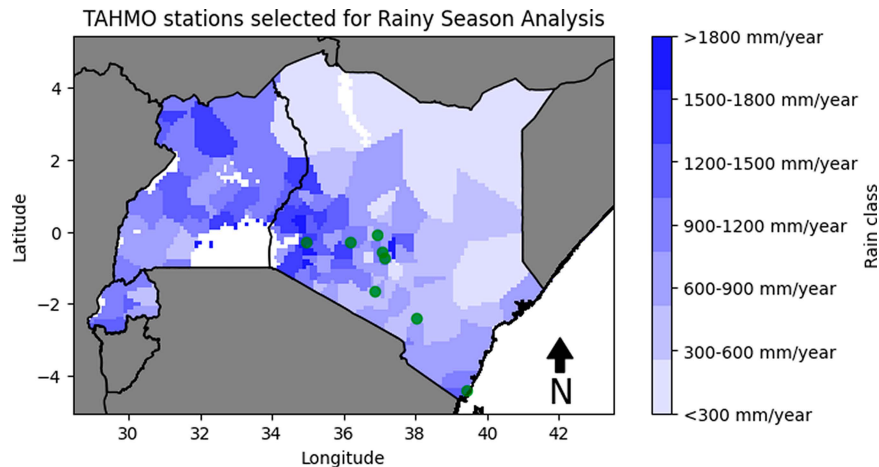 TAHMO stations selected for Rainy Season Analysis
4
2
0
−2
−4
Latitude
30
32
34
36
38
40
42
Longitude
N
>1800 mm/year
1500-1800 mm/year
1200-1500 mm/year
900-1200 mm/year
600-900 mm/year
300-600 mm/year
<300 mm/year
Rain class